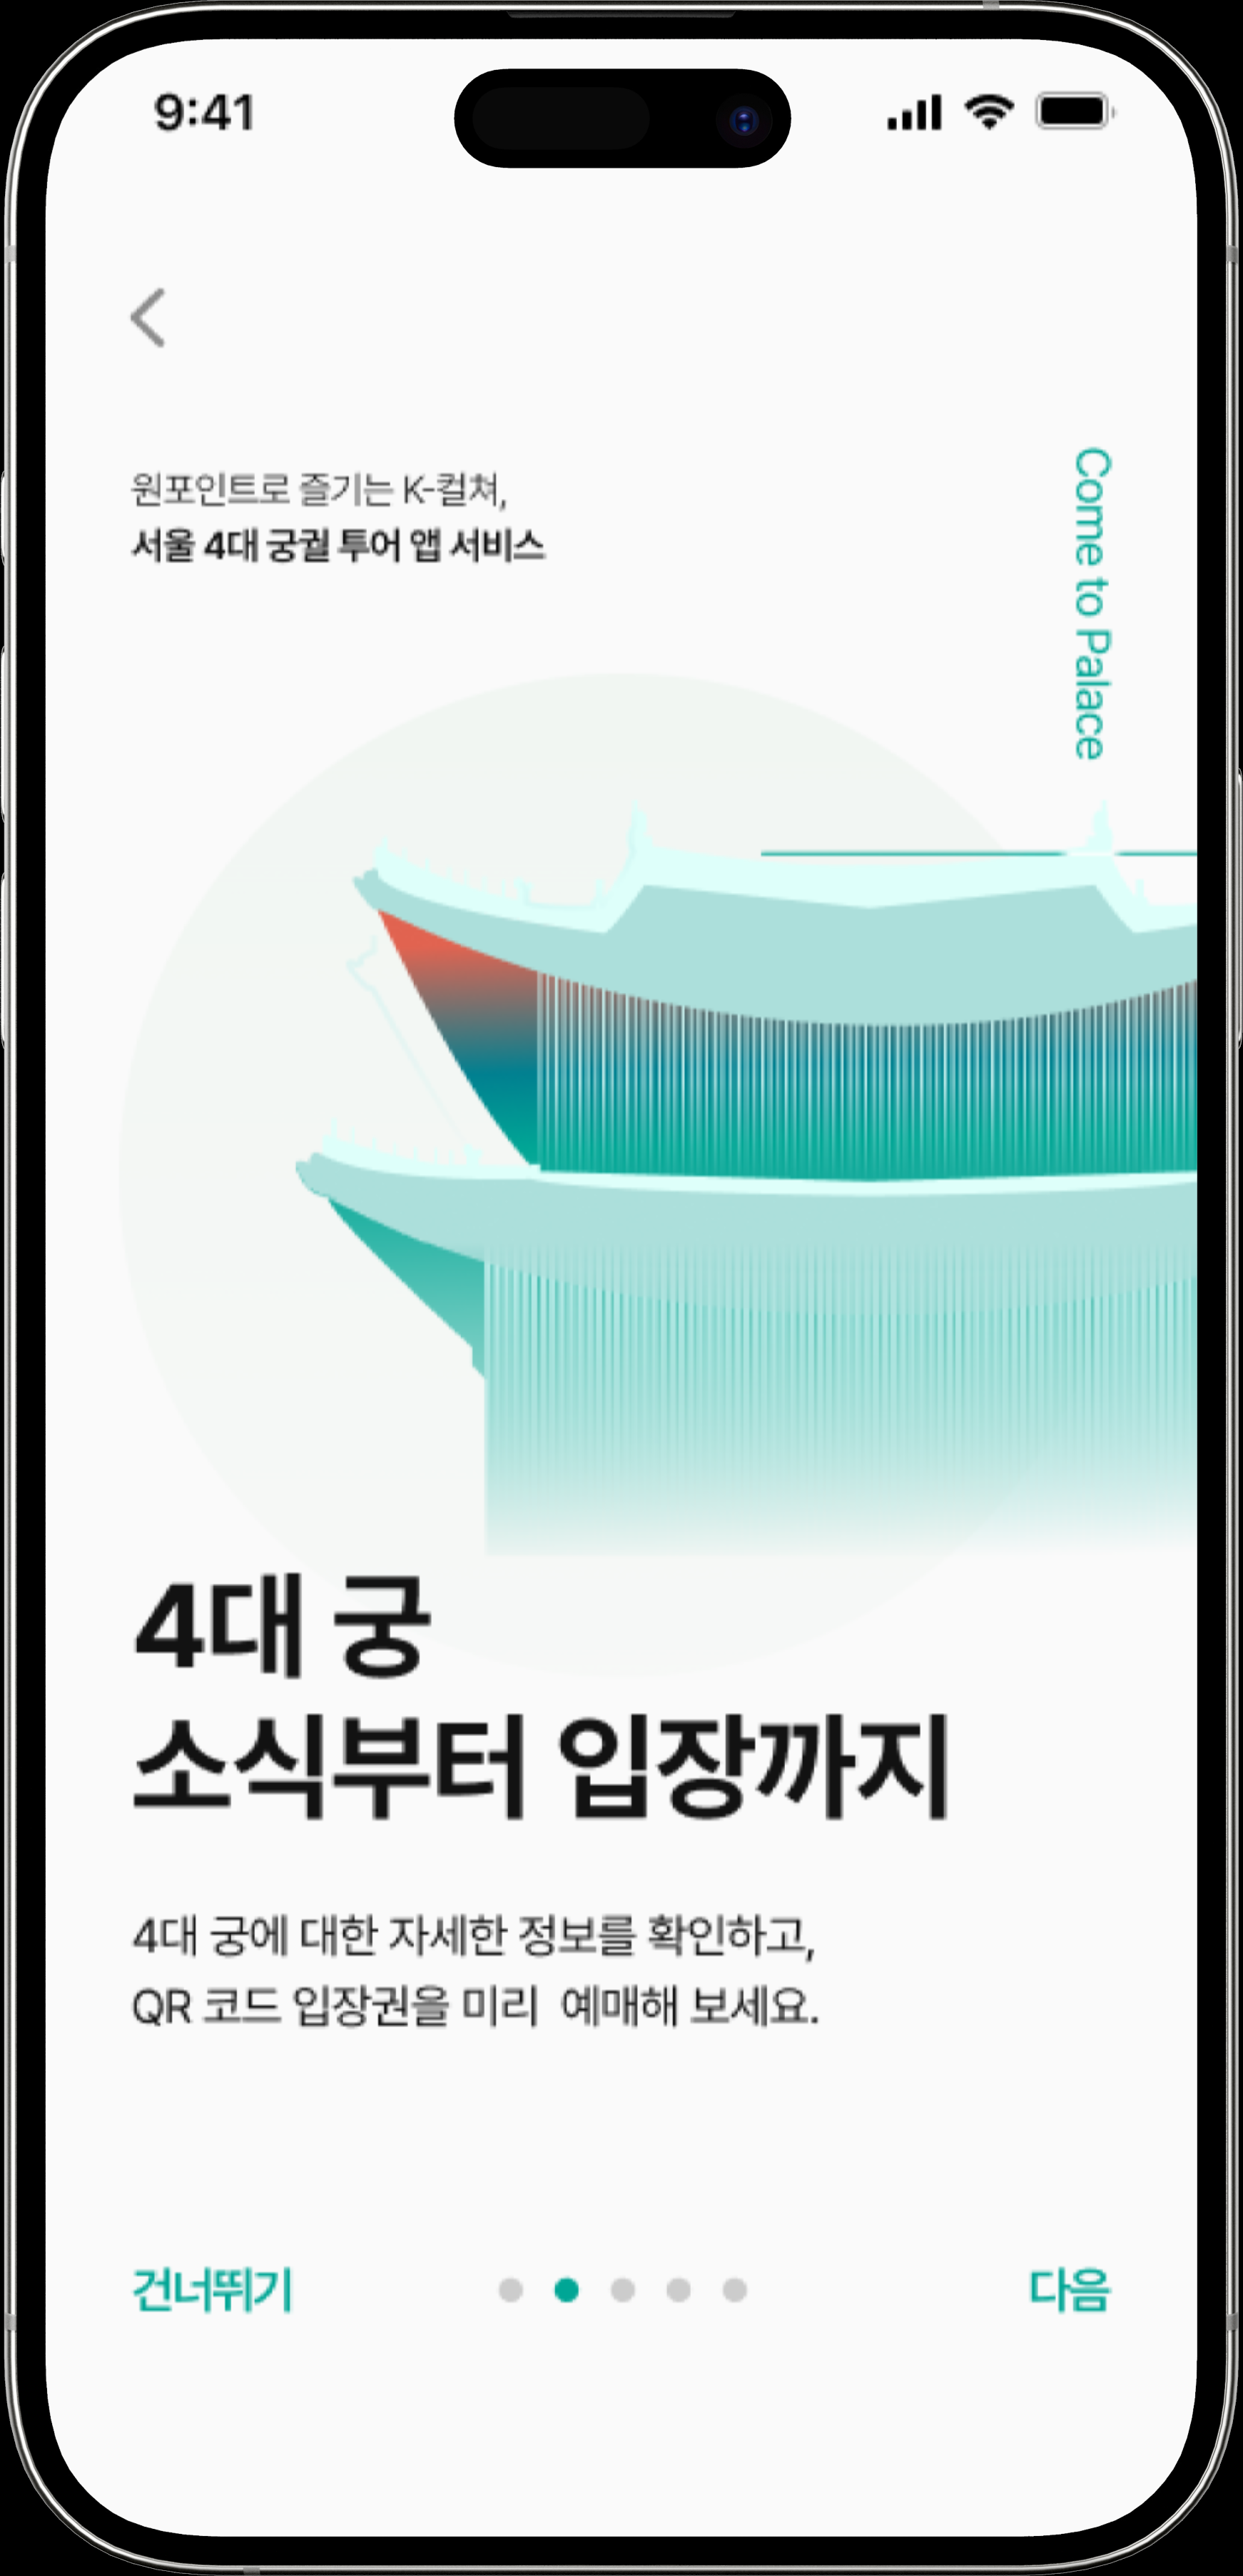 9:41
원포인트로 즐기는 K-컬쳐,
서울 4대 궁궐 투어 앱 서비스
Come to Palace
4대 궁
소식부터 입장까지
4대 궁에 대한 자세한 정보를 확인하고,
QR 코드 입장권을 미리  예매해 보세요.
건너뛰기
다음